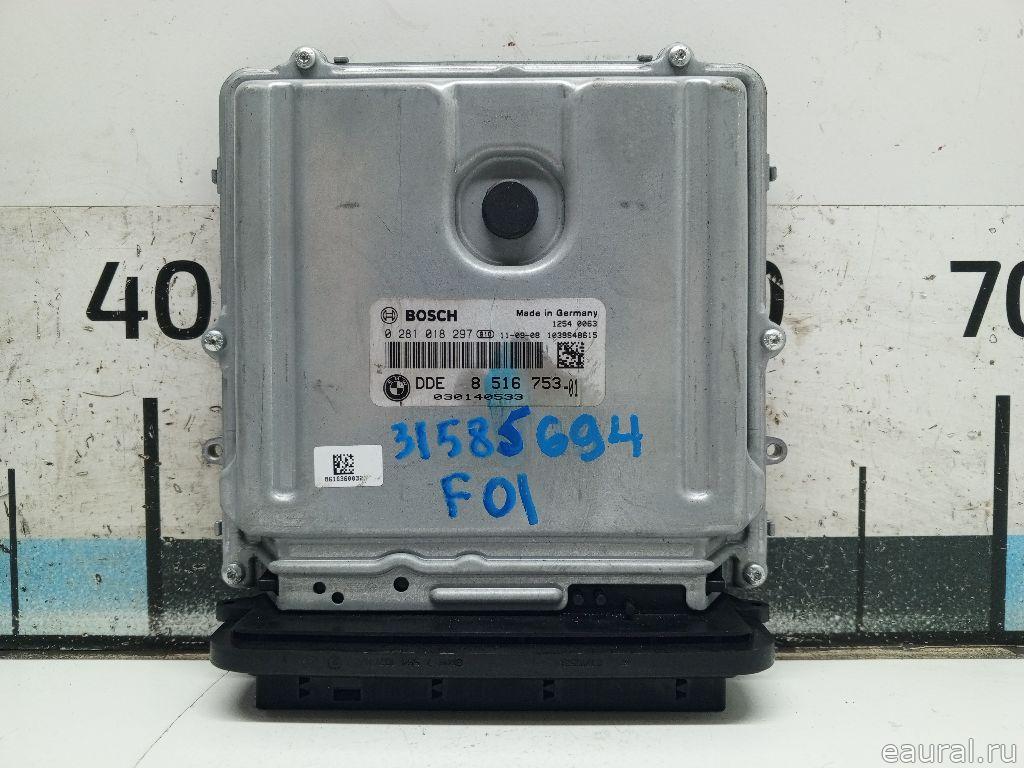 40
70
BOSCH
Made in Germany
1254 0063
0 281 018 297 11-09-08 1039S48615
DDE 8 516 753-01
030140533
31585694
F01
eaural.ru